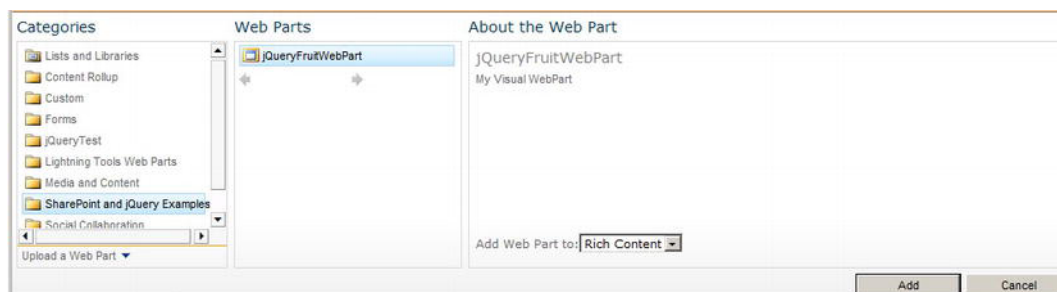 Categories
Web Parts
About the Web Part
Lists and Libraries
Content Rollup
Custom
Forms
jQueryTest
Lightning Tools Web Parts
Media and Content
SharePoint and jQuery Examples
Social Collaboration
Upload a Web Part
jQueryFruitWebPart
jQueryFruitWebPart
My Visual WebPart
Add Web Part to: Rich Content
Add
Cancel